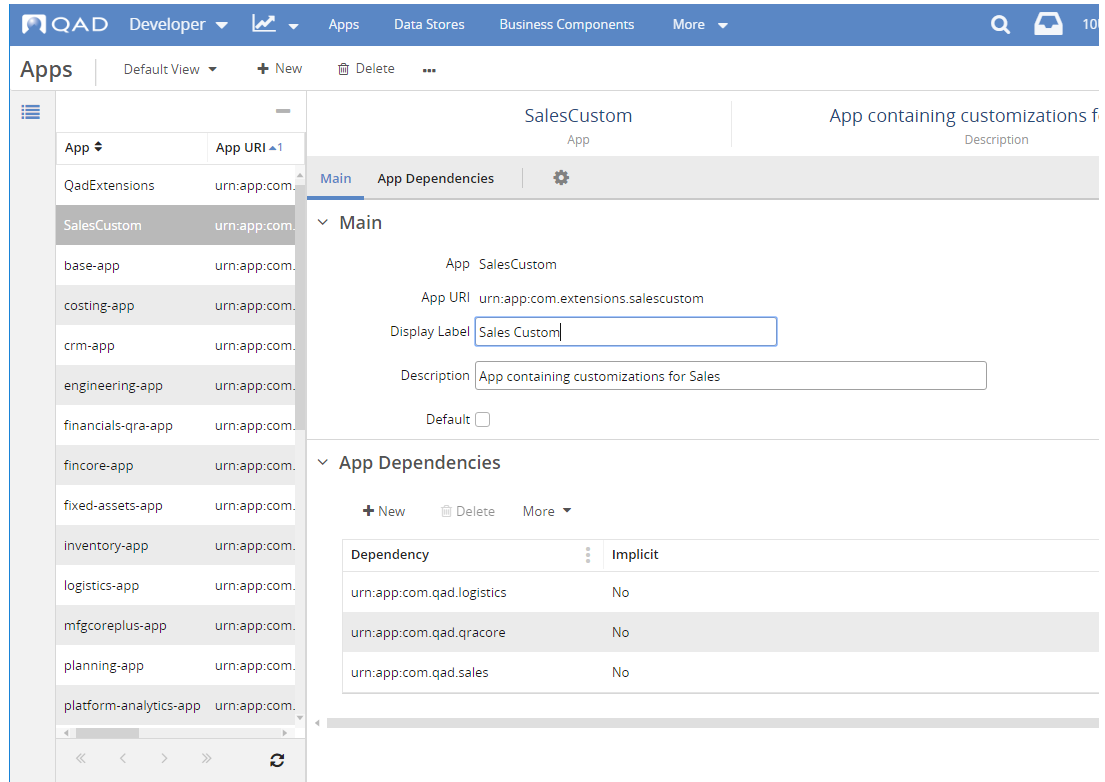 QAD Developer Apps Data Stores Business Components More 10
Apps Default View New Delete ...
SalesCustom
App
App containing customizations f
Description
App App URI 1
QadExtensions urn:app:com.
SalesCustom urn:app:com.
base-app urn:app:com.
costing-app urn:app:com.
crm-app urn:app:com.
engineering-app urn:app:com.
financials-qra-app urn:app:com.
fincore-app urn:app:com.
fixed-assets-app urn:app:com.
inventory-app urn:app:com.
logistics-app urn:app:com.
mfgcoreplus-app urn:app:com.
planning-app urn:app:com.
platform-analytics-app urn:app:com.
Main App Dependencies
Main
App SalesCustom
App URI urn:app:com.extensions.salescustom
Display Label Sales Custom
Description App containing customizations for Sales
Default
App Dependencies
New Delete More
Dependency Implicit
urn:app:com.qad.logistics No
urn:app:com.qad.qracore No
urn:app:com.qad.sales No